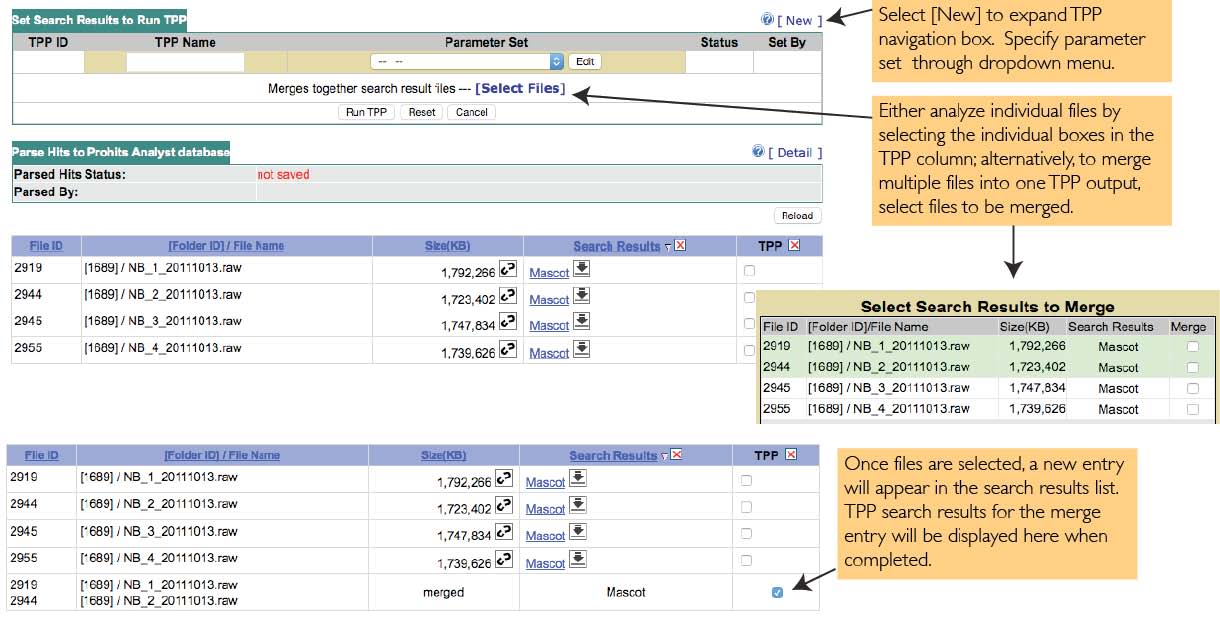 Set Search Results to Run TPP
[ New ]
TPP ID TPP Name Parameter Set Status Set By
-- -- Edit
Merges together search result files --- [Select Files]
Run TPP Reset Cancel
Select [New] to expand TPP
navigation box. Specify parameter
set through dropdown menu.
Either analyze individual files by
selecting the individual boxes in the
TPP column; alternatively, to merge
multiple files into one TPP output,
select files to be merged.
Parse Hits to Prohits Analyst database
[ Detail ]
Parsed Hits Status: not saved
Parsed By:
Reload
File ID [Folder ID] / File Name Size(KB) Search Results TPP
2919 [1689] / NB_1_20111013.raw 1,792,266 Mascot
2944 [1689] / NB_2_20111013.raw 1,723,402 Mascot
2945 [1689] / NB_3_20111013.raw 1,747,834 Mascot
2955 [1689] / NB_4_20111013.raw 1,739,626 Mascot
Select Search Results to Merge
File ID [Folder ID]/File Name Size(KB) Search Results Merge
2919 [1689] / NB_1_20111013.raw 1,792,266 Mascot
2944 [1689] / NB_2_20111013.raw 1,723,402 Mascot
2945 [1689] / NB_3_20111013.raw 1,747,834 Mascot
2955 [1689] / NB_4_20111013.raw 1,739,626 Mascot
File ID [Folder ID] / File Name Size(KB) Search Results TPP
2919 [1689] / NB_1_20111013.raw 1,792,266 Mascot
2944 [1689] / NB_2_20111013.raw 1,723,402 Mascot
2945 [1689] / NB_3_20111013.raw 1,747,834 Mascot
2955 [1689] / NB_4_20111013.raw 1,739,626 Mascot
2919 [1689] / NB_1_20111013.raw
merged Mascot
2944 [1689] / NB_2_20111013.raw
Once files are selected, a new entry
will appear in the search results list.
TPP search results for the merge
entry will be displayed here when
completed.